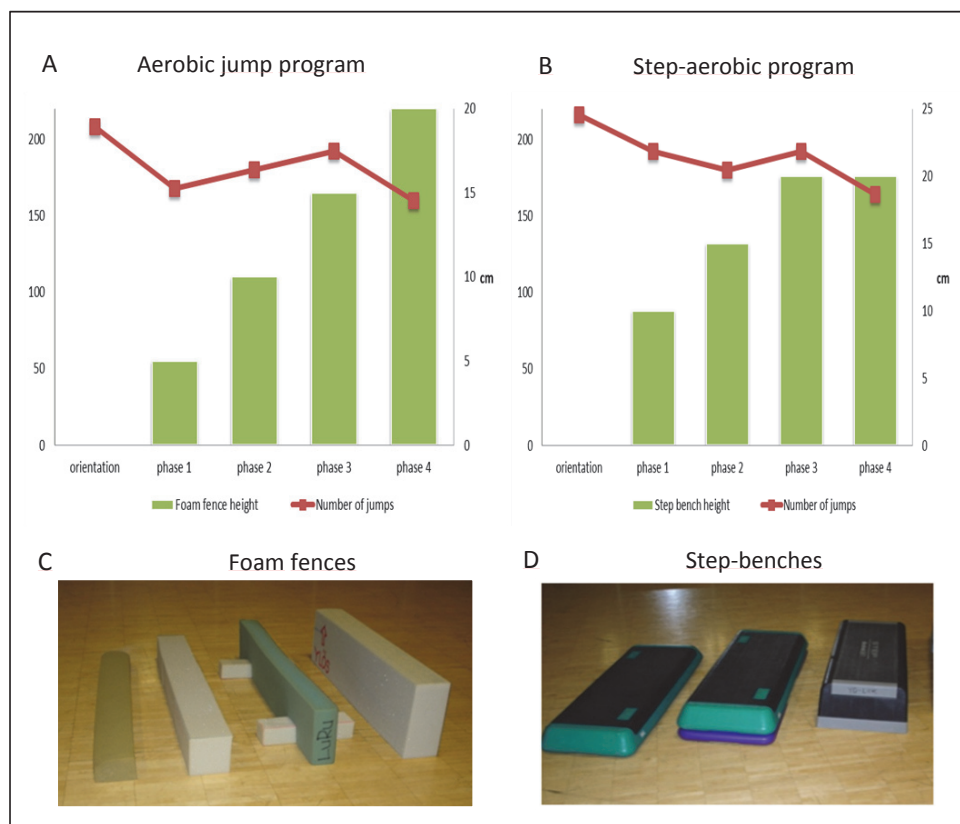 A Aerobic jump program
200
150
100
50
0
20
15
10
5
0
cm
orientation phase 1 phase 2 phase 3 phase 4
Foam fence height Number of jumps
B Step-aerobic program
200
150
100
50
0
25
20
15
10
5
0
cm
orientation phase 1 phase 2 phase 3 phase 4
Step bench height Number of jumps
C Foam fences
LuRu
D Step-benches